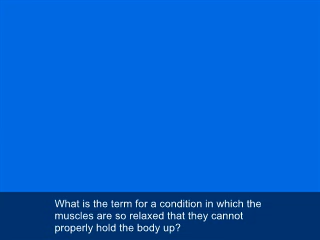 What is the term for a condition in which the
muscles are so relaxed that they cannot
properly hold the body up?